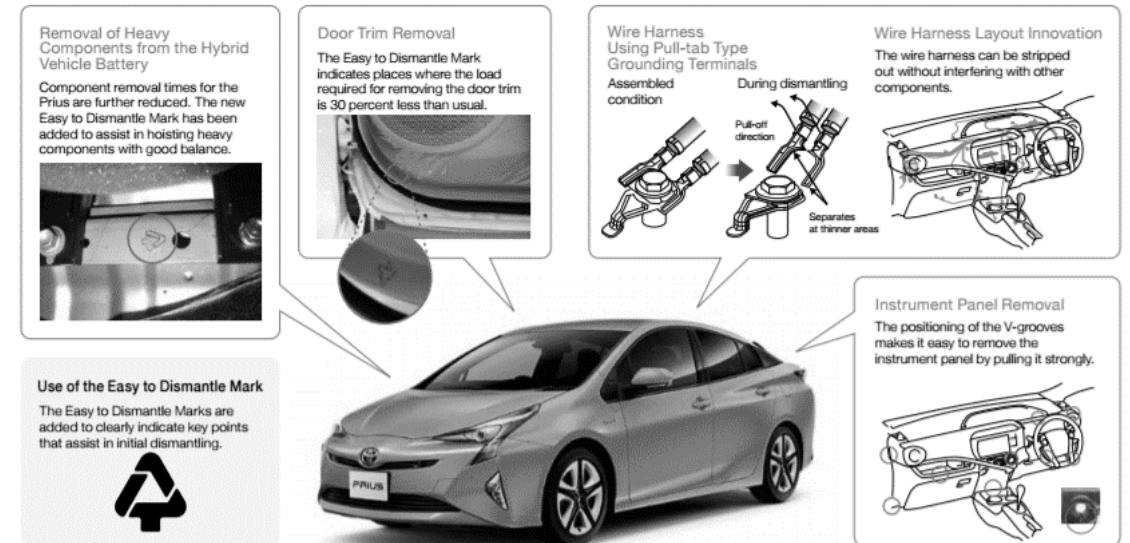 Removal of Heavy
Components from the Hybrid
Vehicle Battery
Component removal times for the
Prius are further reduced. The new
Easy to Dismantle Mark has been
added to assist in hoisting heavy
components with good balance.
Door Trim Removal
The Easy to Dismantle Mark
indicates places where the load
required for removing the door trim
is 30 percent less than usual.
Wire Harness
Using Pull-tab Type
Grounding Terminals
Assembled
condition
During dismantling
Pull-off
direction
Separates
at thinner areas
Wire Harness Layout Innovation
The wire harness can be stripped
out without interfering with other
components.
Instrument Panel Removal
The positioning of the V-grooves
makes it easy to remove the
instrument panel by pulling it strongly.
Use of the Easy to Dismantle Mark
The Easy to Dismantle Marks are
added to clearly indicate key points
that assist in initial dismantling.
PRIUS